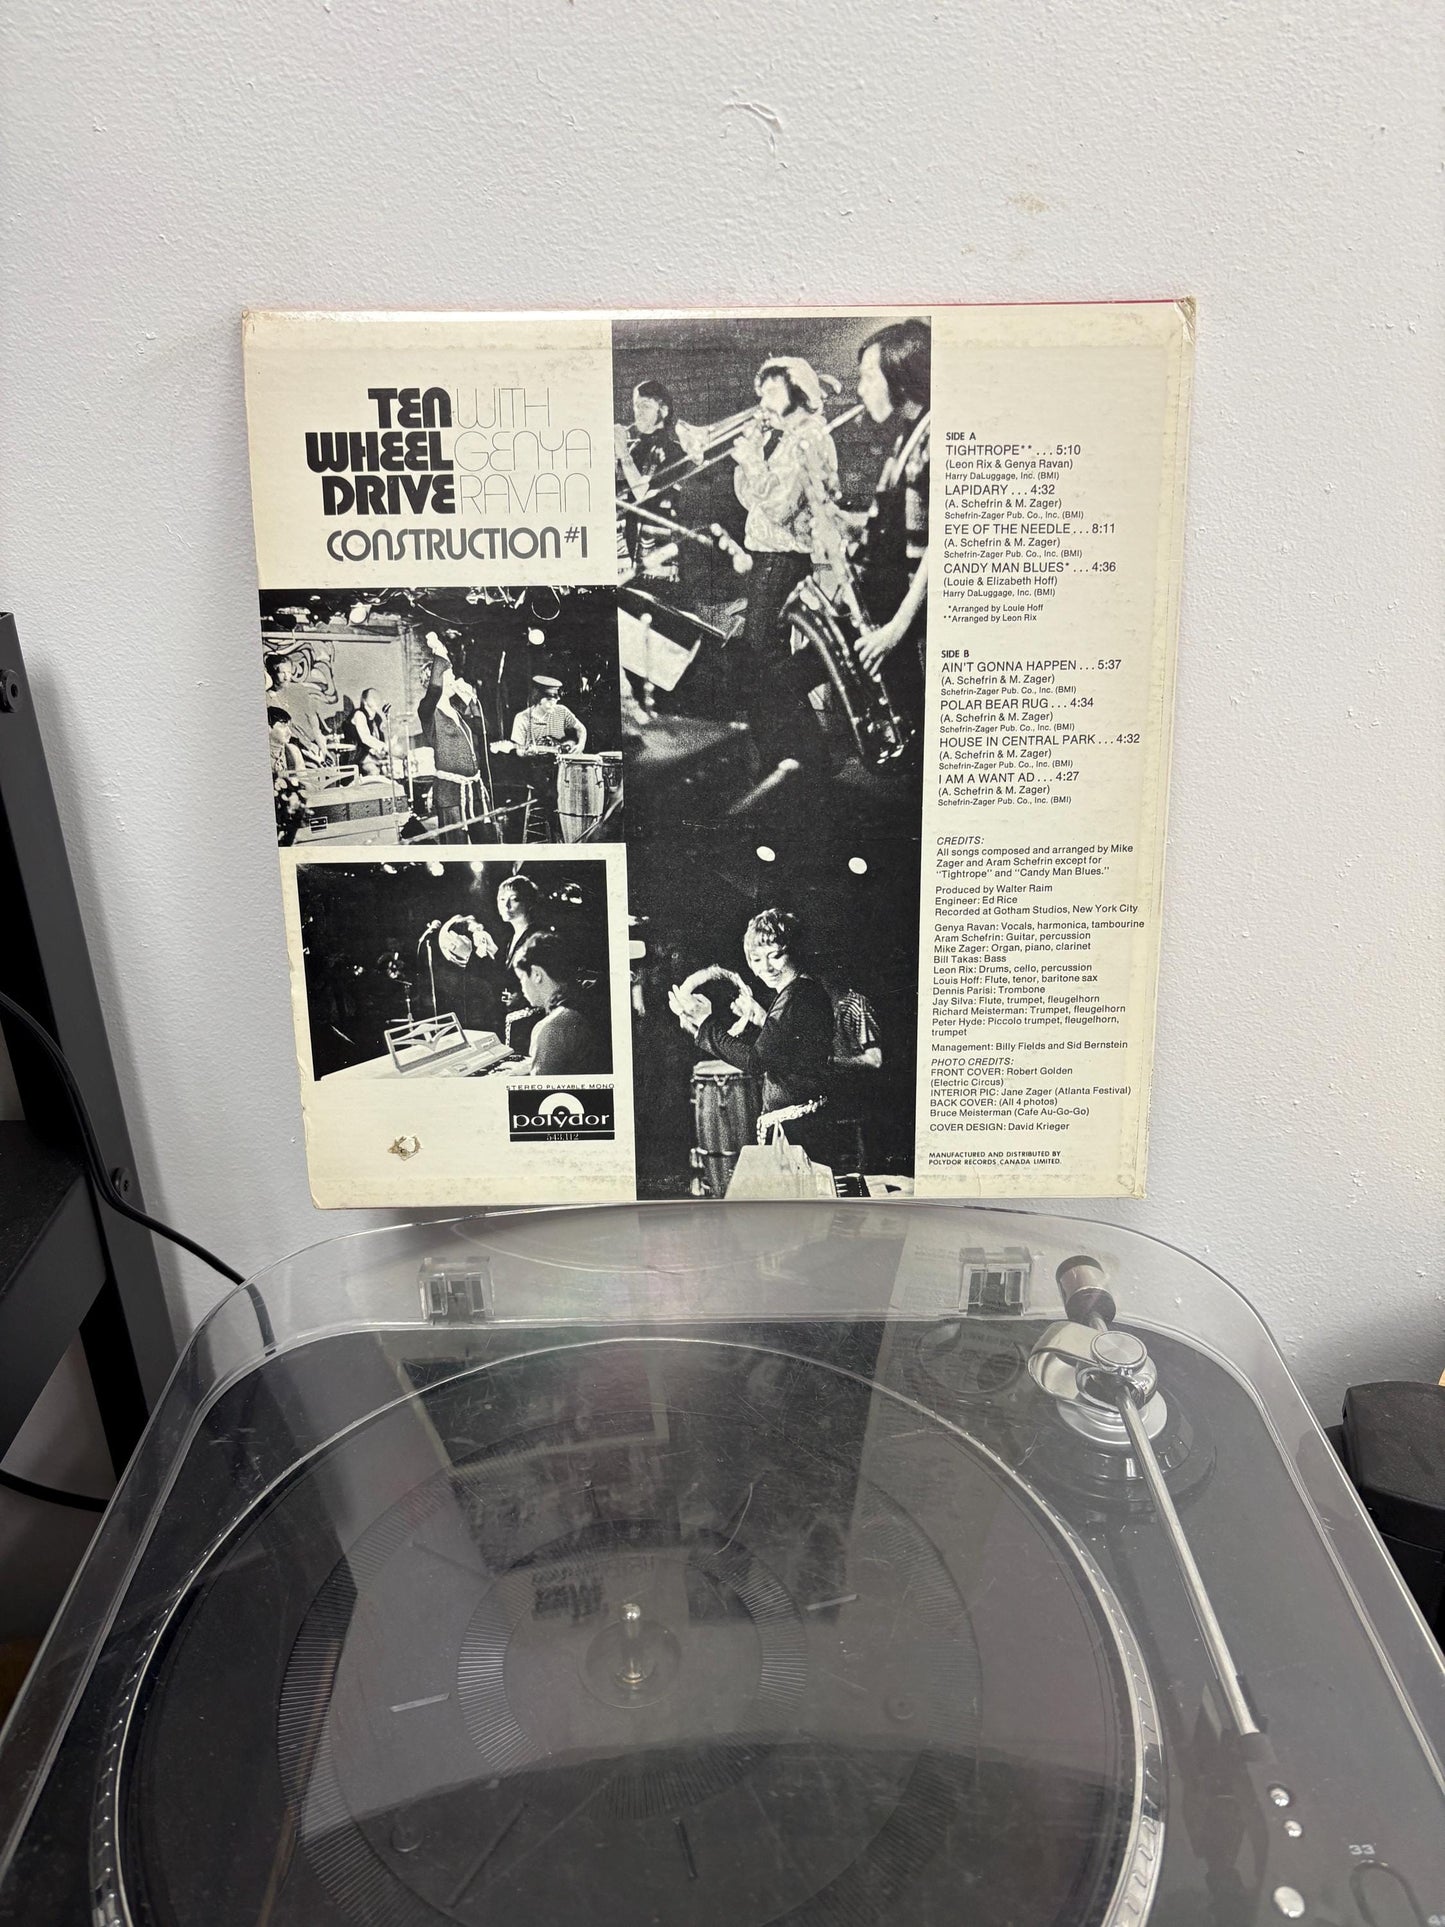 TEN WITH
WHEEL GENYA
DRIVE RAVAN
CONSTRUCTION #1
SIDE A
TIGHTROPE** . . . 5:10
(Leon Rix & Genya Ravan)
Harry DaLuggage, Inc. (BMI)
LAPIDARY . . . 4:32
(A. Schefrin & M. Zager)
Schefrin-Zager Pub. Co., Inc. (BMI)
EYE OF THE NEEDLE . . . 8:11
(A. Schefrin & M. Zager)
Schefrin-Zager Pub. Co., Inc. (BMI)
CANDY MAN BLUES* . . . 4:36
(Louie & Elizabeth Hoff)
Harry DaLuggage, Inc. (BMI)
*Arranged by Louie Hoff
**Arranged by Leon Rix
SIDE B
AIN'T GONNA HAPPEN . . . 5:37
(A. Schefrin & M. Zager)
Schefrin-Zager Pub. Co., Inc. (BMI)
POLAR BEAR RUG . . . 4:34
(A. Schefrin & M. Zager)
Schefrin-Zager Pub. Co., Inc. (BMI)
HOUSE IN CENTRAL PARK . . . 4:32
(A. Schefrin & M. Zager)
Schefrin-Zager Pub. Co., Inc. (BMI)
I AM A WANT AD . . . 4:27
(A. Schefrin & M. Zager)
Schefrin-Zager Pub. Co., Inc. (BMI)
CREDITS:
All songs composed and arranged by Mike
Zager and Aram Schefrin except for
"Tightrope" and "Candy Man Blues."
Produced by Walter Raim
Engineer: Ed Rice
Recorded at Gotham Studios, New York City
Genya Ravan: Vocals, harmonica, tambourine
Aram Schefrin: Guitar, percussion
Mike Zager: Organ, piano, clarinet
Bill Takas: Bass
Leon Rix: Drums, cello, percussion
Louis Hoff: Flute, tenor, baritone sax
Dennis Parisi: Trombone
Jay Silva: Flute, trumpet, fleugelhorn
Richard Meisterman: Trumpet, fleugelhorn
Peter Hyde: Piccolo trumpet, fleugelhorn,
trumpet
Management: Billy Fields and Sid Bernstein
PHOTO CREDITS:
FRONT COVER: Robert Golden
(Electric Circus)
INTERIOR PIC: Jane Zager (Atlanta Festival)
BACK COVER: (All 4 photos)
Bruce Meisterman (Cafe Au-Go-Go)
COVER DESIGN: David Krieger
MANUFACTURED AND DISTRIBUTED BY
POLYDOR RECORDS CANADA LIMITED.
STEREO PLAYABLE MONO
polydor
543.112
33